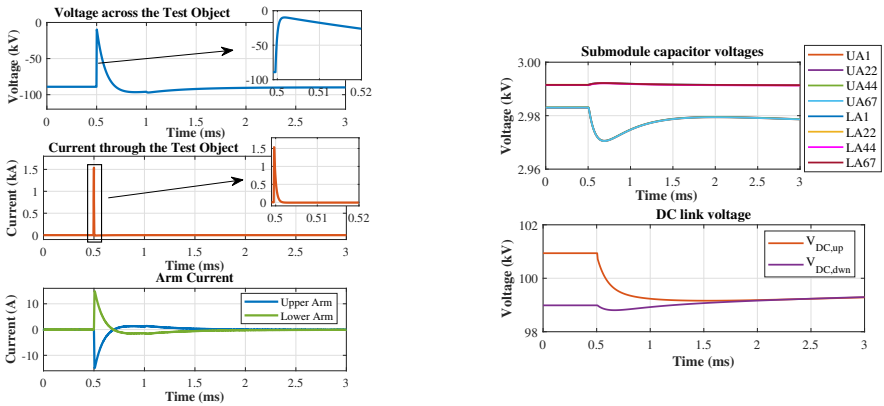 Voltage across the Test Object
Voltage (kV)
0
-50
-100
0 0.5 1 1.5 2 2.5 3
Time (ms)
0
-50
-100
0.5 0.51 0.52
Current through the Test Object
Current (kA)
1.5
1
0.5
0
0 0.5 1 1.5 2 2.5 3
Time (ms)
1.5
1
0.5
0
0.5 0.51 0.52
Arm Current
Current (A)
10
0
-10
0 0.5 1 1.5 2 2.5 3
Time (ms)
Upper Arm
Lower Arm
Submodule capacitor voltages
Voltage (kV)
3.00
2.98
2.96
0 0.5 1 1.5 2 2.5 3
Time (ms)
UA1
UA22
UA44
UA67
LA1
LA22
LA44
LA67
DC link voltage
Voltage (kV)
102
100
98
0 0.5 1 1.5 2 2.5 3
Time (ms)
V DC,up
V DC,dwn